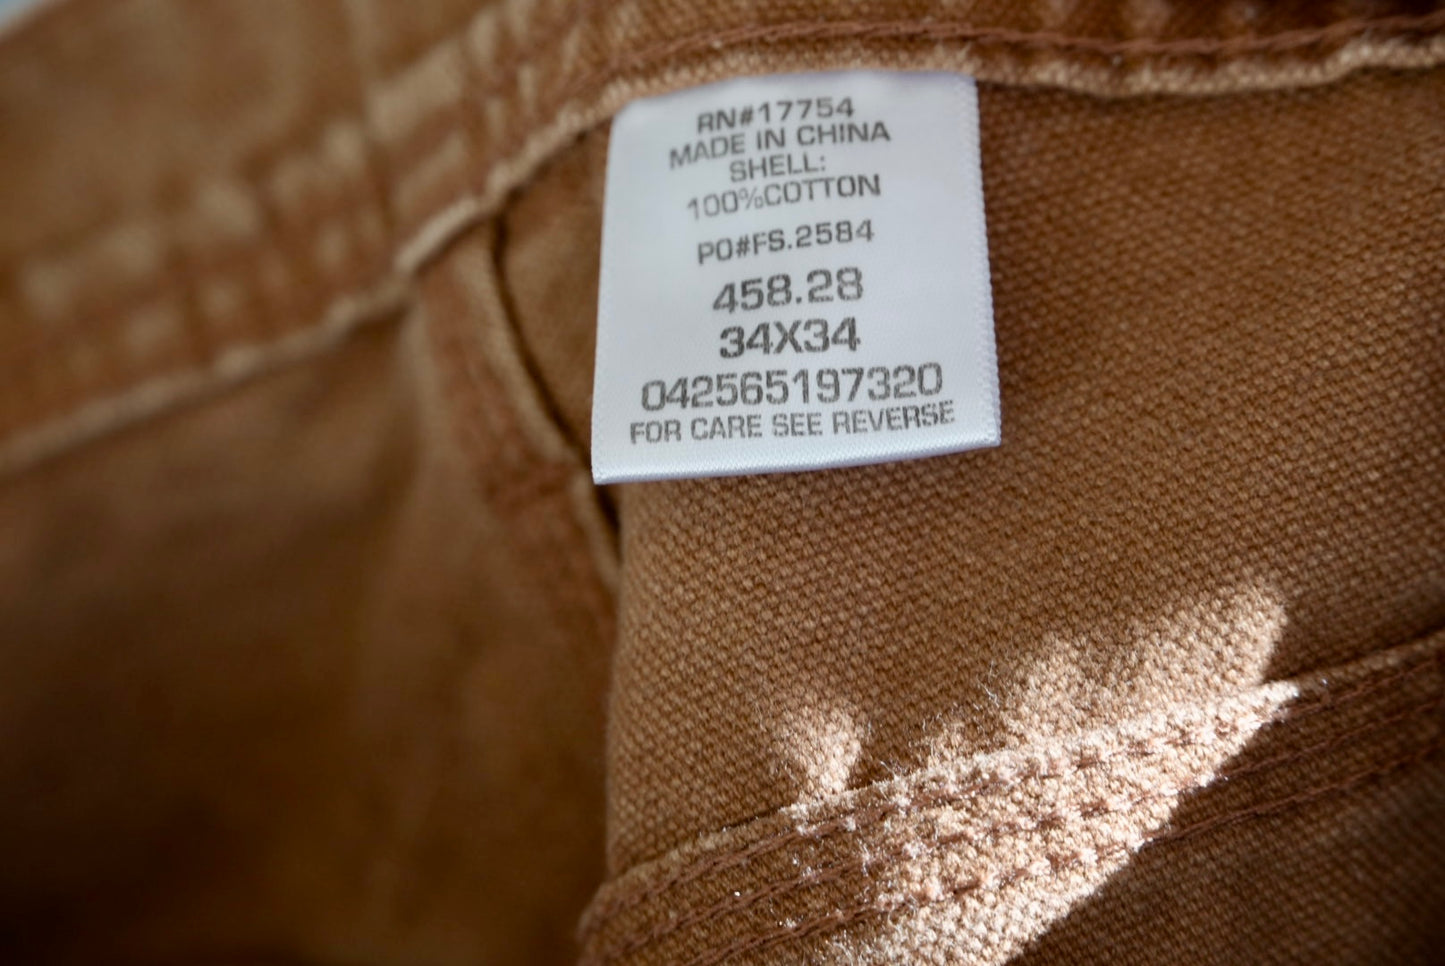 RN#17754
MADE IN CHINA
SHELL:
100%COTTON
PO#FS.2584
458.28
34X34
042565197320
FOR CARE SEE REVERSE